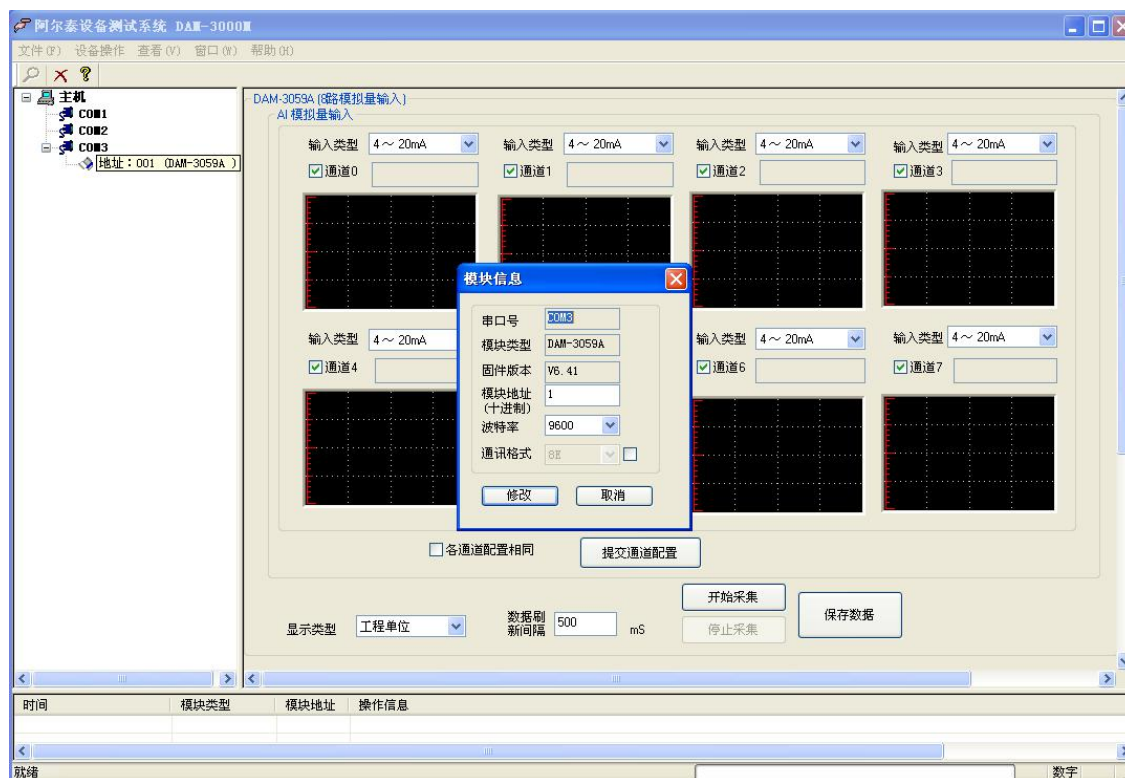 阿尔泰设备测试系统 DAM-3000M
文件(F) 设备操作 查看(V) 窗口(W) 帮助(H)
主机
COM1
COM2
COM3
地址：001 (DAM-3059A )
DAM-3059A (8路模拟量输入)
AI 模拟量输入
输入类型 4～ 20mA 输入类型 4～ 20mA 输入类型 4～ 20mA 输入类型 4～ 20mA
通道0 通道1 通道2 通道3
输入类型 4～ 20mA 输入类型 4～ 20mA 输入类型 4～ 20mA
通道4 通道6 通道7
模块信息
串口号 COM3
模块类型 DAM-3059A
固件版本 V6.41
模块地址 1
(十进制)
波特率 9600
通讯格式 8E
修改 取消
各通道配置相同 提交通道配置
显示类型 工程单位
数据刷
新间隔 500 mS
开始采集
停止采集
保存数据
时间 模块类型 模块地址 操作信息
就绪 数字